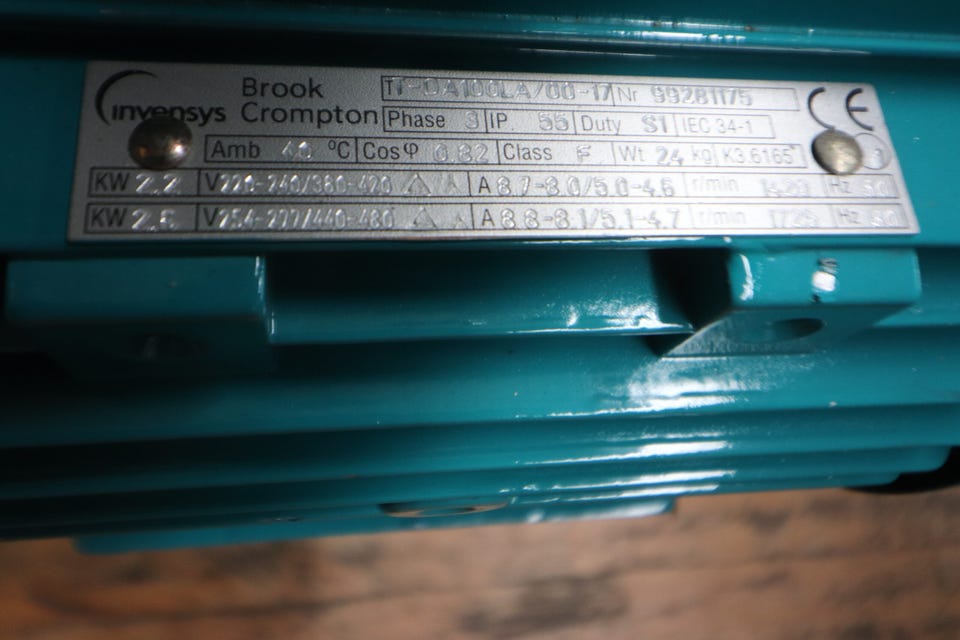 invensys Brook Crompton
T1-DA100LA/00-17 Nr 99281175
Phase 3 IP 55 Duty S1 IEC 34-1
CE
Amb 40 °C Cosφ 0.82 Class F Wt 24 kg K3.6165
KW 2.2 V220-240/380-420 A 8.7-8.0/5.0-4.6 r/min 1420 Hz 50
KW 2.5 V254-277/440-480 A 8.8-8.1/5.1-4.7 r/min 1725 Hz